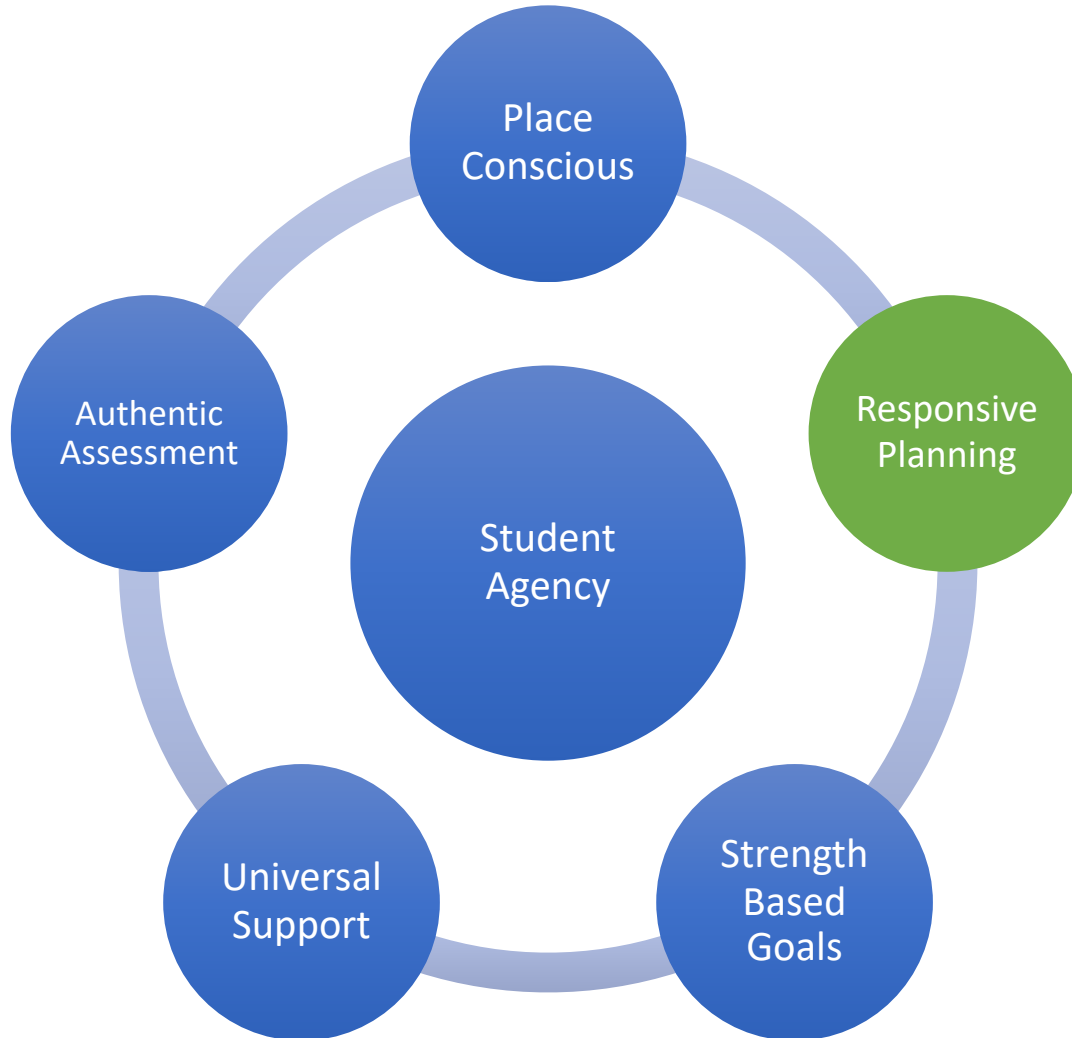 Place
Conscious
Responsive
Planning
Strength
Based
Goals
Universal
Support
Authentic
Assessment
Student
Agency